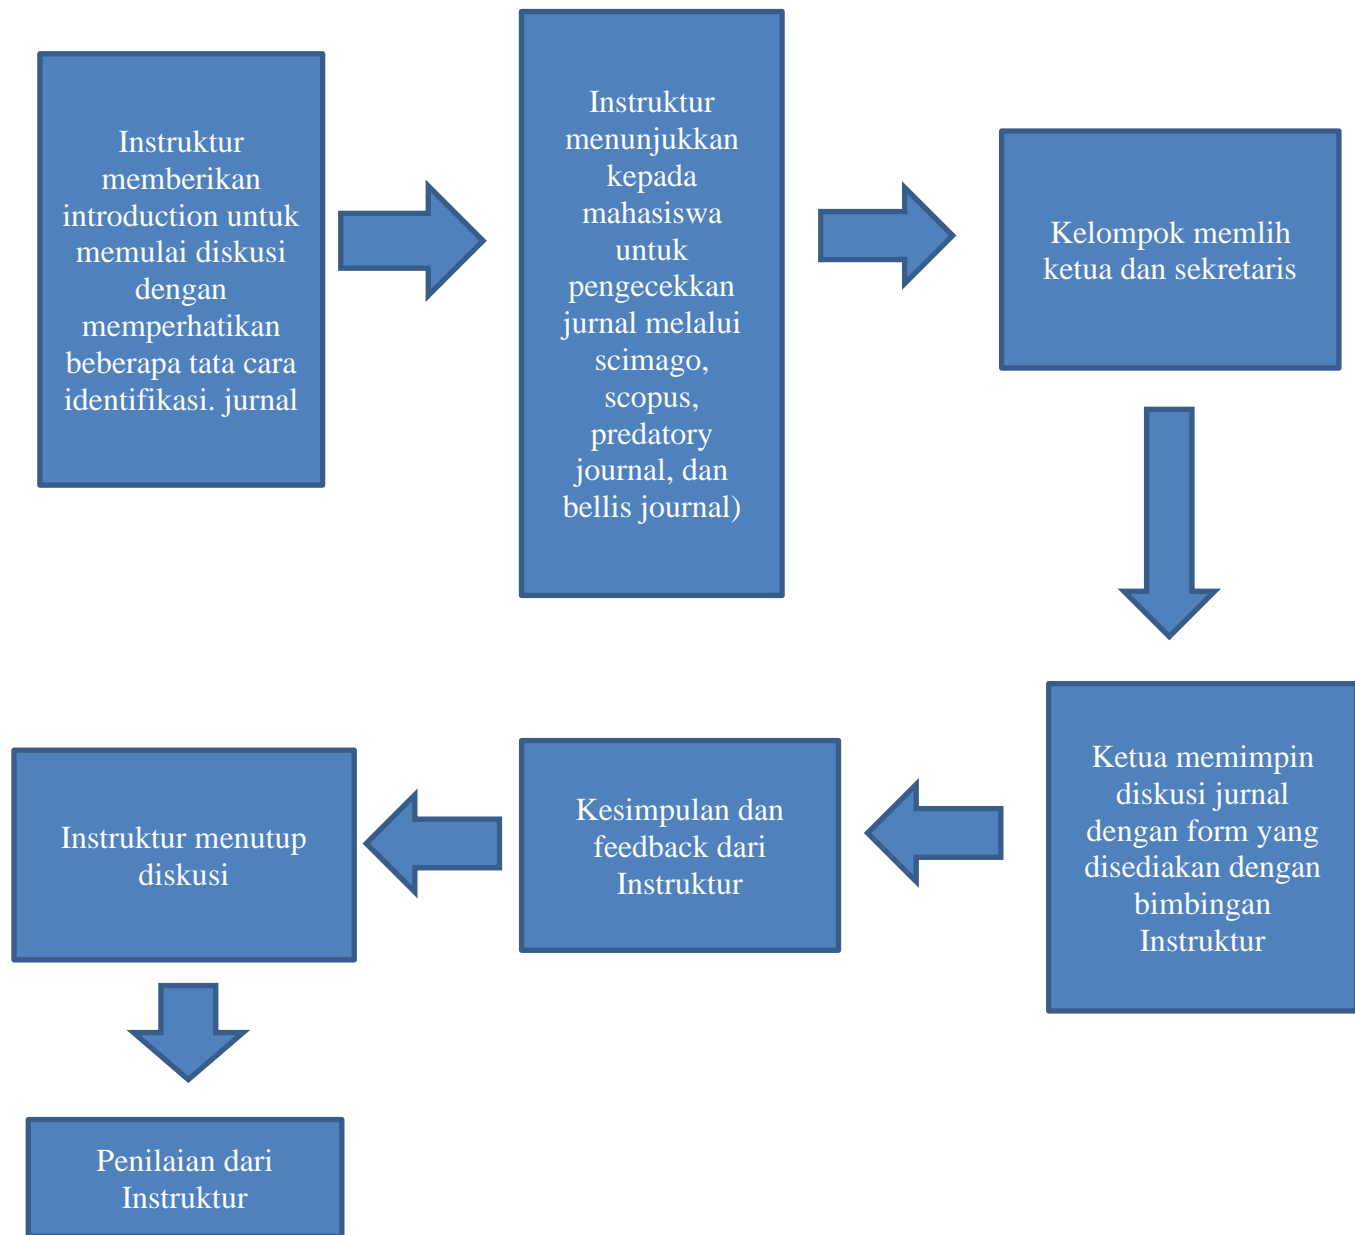 Instruktur
memberikan
introduction untuk
memulai diskusi
dengan
memperhatikan
beberapa tata cara
identifikasi. jurnal
Instruktur
menunjukkan
kepada
mahasiswa
untuk
pengecekkan
jurnal melalui
scimago,
scopus,
predatory
journal, dan
bellis journal)
Kelompok memlih
ketua dan sekretaris
Ketua memimpin
diskusi jurnal
dengan form yang
disediakan dengan
bimbingan
Instruktur
Kesimpulan dan
feedback dari
Instruktur
Instruktur menutup
diskusi
Penilaian dari
Instruktur